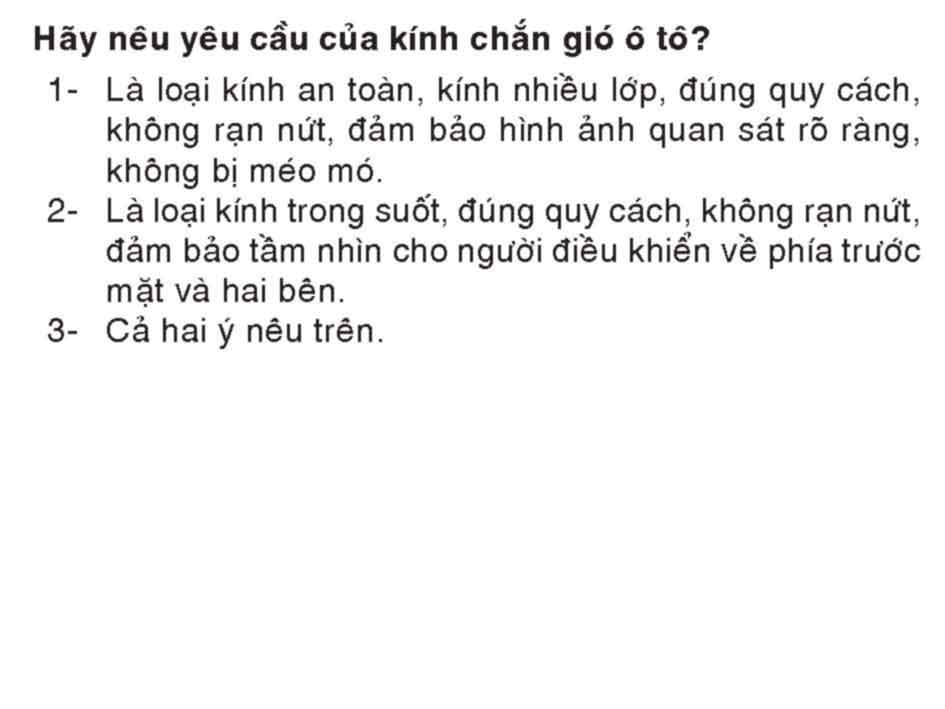 Hãy nêu yêu cầu của kính chắn gió ô tô?
1- Là loại kính an toàn, kính nhiều lớp, đúng quy cách,
không rạn nứt, đảm bảo hình ảnh quan sát rõ ràng,
không bị méo mó.
2- Là loại kính trong suốt, đúng quy cách, không rạn nứt,
đảm bảo tầm nhìn cho người điều khiển về phía trước
mặt và hai bên.
3- Cả hai ý nêu trên.